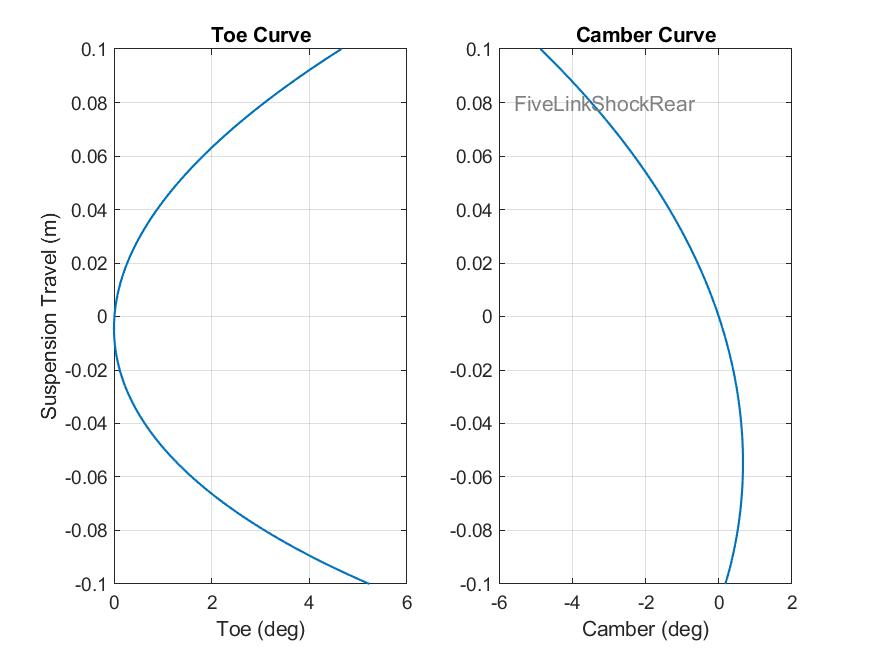 Toe Curve
0.1
0.08
0.06
0.04
0.02
0
-0.02
-0.04
-0.06
-0.08
-0.1
Suspension Travel (m)
0 2 4 6
Toe (deg)
Camber Curve
FiveLinkShockRear
0.1
0.08
0.06
0.04
0.02
0
-0.02
-0.04
-0.06
-0.08
-0.1
-6 -4 -2 0 2
Camber (deg)